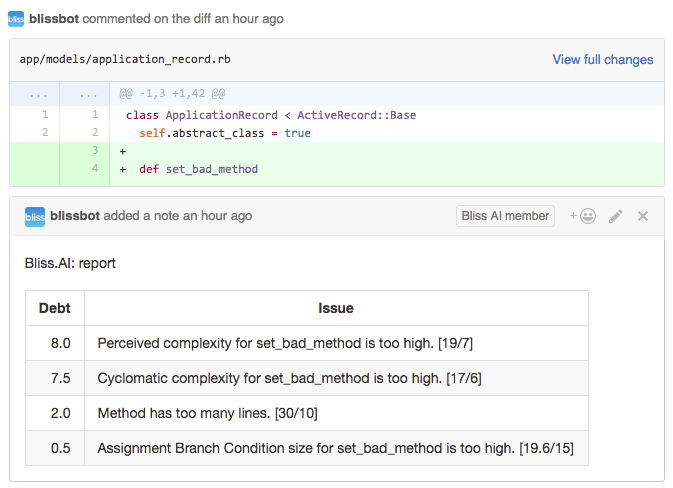 bliss blissbot commented on the diff an hour ago
app/models/application_record.rb View full changes
... ... @@ -1,3 +1,42 @@
1 1 class ApplicationRecord < ActiveRecord::Base
2 2 self.abstract_class = true
3 +
4 + def set_bad_method
bliss blissbot added a note an hour ago Bliss AI member +
Bliss.AI: report
Debt Issue
8.0 Perceived complexity for set_bad_method is too high. [19/7]
7.5 Cyclomatic complexity for set_bad_method is too high. [17/6]
2.0 Method has too many lines. [30/10]
0.5 Assignment Branch Condition size for set_bad_method is too high. [19.6/15]